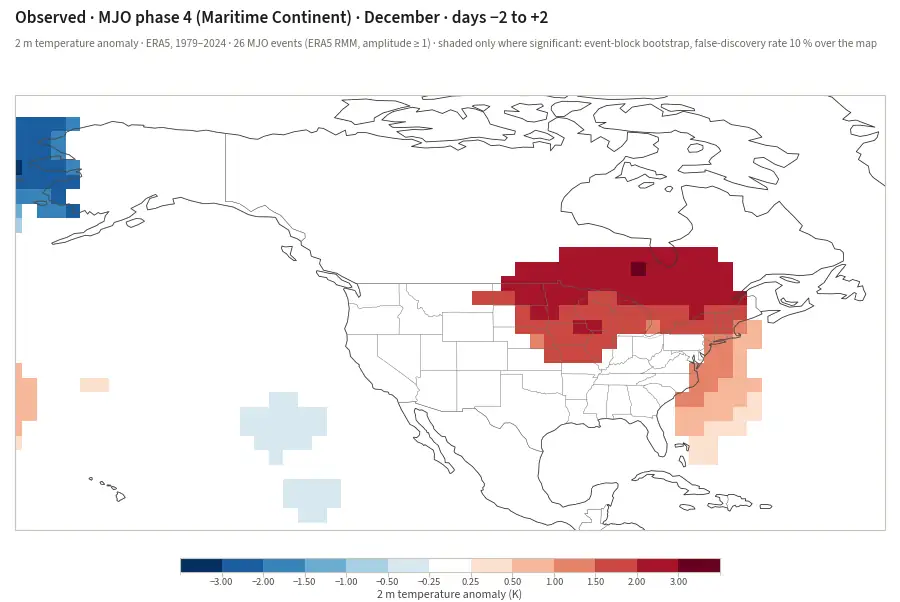 Observed · MJO phase 4 (Maritime Continent) · December · days −2 to +2
2 m temperature anomaly · ERA5, 1979–2024 · 26 MJO events (ERA5 RMM, amplitude ≥ 1) · shaded only where significant: event-block bootstrap, false-discovery rate 10 % over the map
−3.00 −2.00 −1.50 −1.00 −0.50 −0.25 0.25 0.50 1.00 1.50 2.00 3.00
2 m temperature anomaly (K)